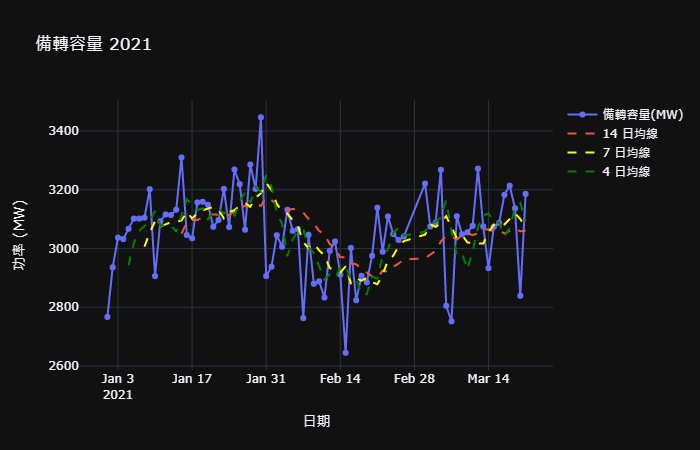 備轉容量 2021
備轉容量(MW)
14 日均線
7 日均線
4 日均線
3400
3200
3000
2800
2600
功率 (MW)
Jan 3
2021
Jan 17
Jan 31
Feb 14
Feb 28
Mar 14
日期